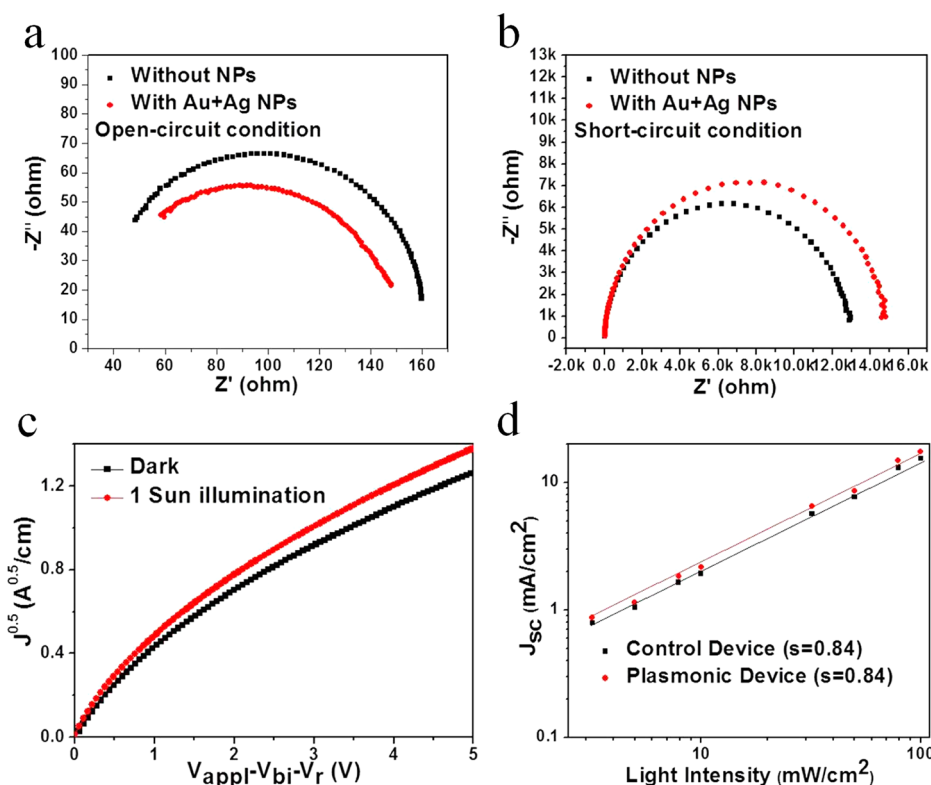 a
100
90
80
70
60
50
40
30
20
10
0
-Z'' (ohm)
Without NPs
With Au+Ag NPs
Open-circuit condition
40 60 80 100 120 140 160
Z' (ohm)
b
13k
12k
11k
10k
9k
8k
7k
6k
5k
4k
3k
2k
1k
0
-Z'' (ohm)
Without NPs
With Au+Ag NPs
Short-circuit condition
-2.0k 0.0 2.0k 4.0k 6.0k 8.0k 10.0k 12.0k 14.0k 16.0k
Z' (ohm)
c
1.2
0.8
0.4
0.0
J^0.5 (A^0.5/cm)
Dark
1 Sun illumination
0 1 2 3 4 5
Vappl-Vbi-Vr (V)
d
10
1
0.1
Jsc (mA/cm2)
Control Device (s=0.84)
Plasmonic Device (s=0.84)
10 100
Light Intensity (mW/cm2)